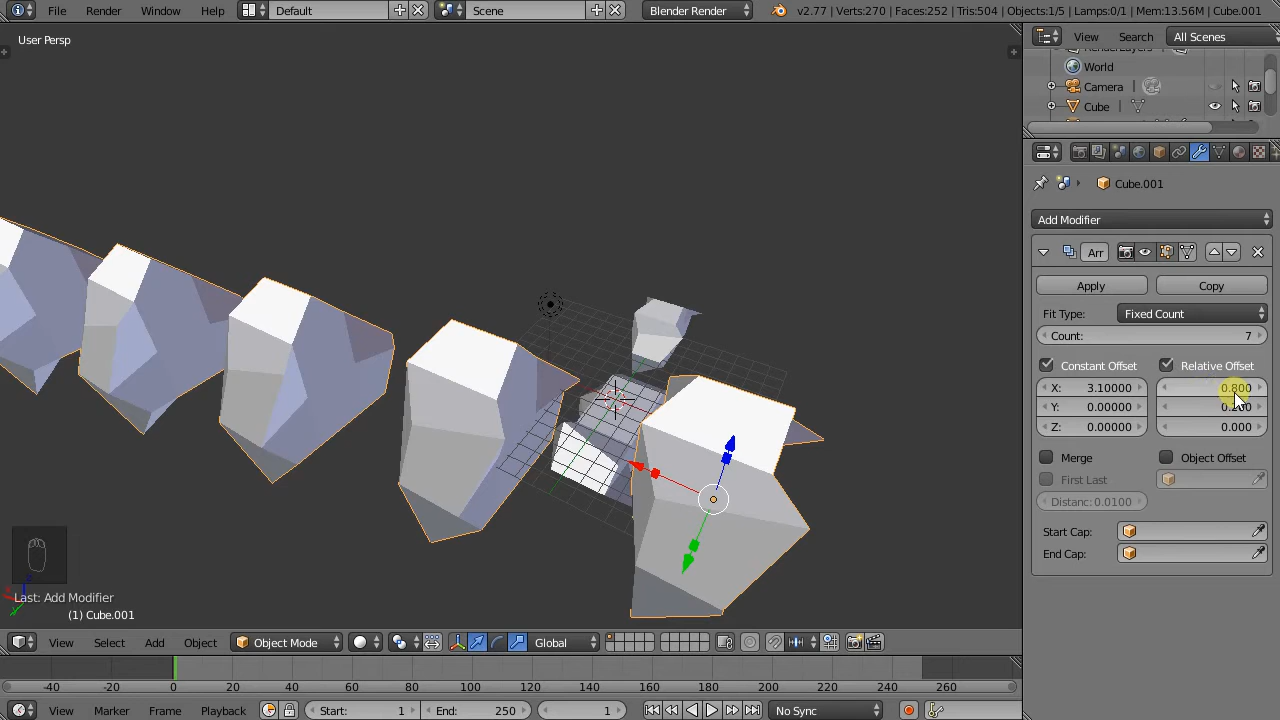 File Render Window Help Default Scene Blender Render v2.77 | Verts:270 | Faces:252 | Tris:504 | Objects:1/5 | Lamps:0/1 | Mem:13.56M | Cube.001
User Persp
View Search All Scenes
RenderLayers
World
Camera
Cube
Cube.001
Add Modifier
Arr
Apply Copy
Fit Type: Fixed Count
Count: 7
Constant Offset Relative Offset
X: 3.10000 0.800
Y: 0.00000
Z: 0.00000 0.000
Merge Object Offset
First Last
Distanc: 0.0100
Start Cap:
End Cap:
Last: Add Modifier
(1) Cube.001
View Select Add Object Object Mode Global
-40 -20 0 20 40 60 80 100 120 140 160 180 200 220 240 260
View Marker Frame Playback Start: 1 End: 250 1 No Sync